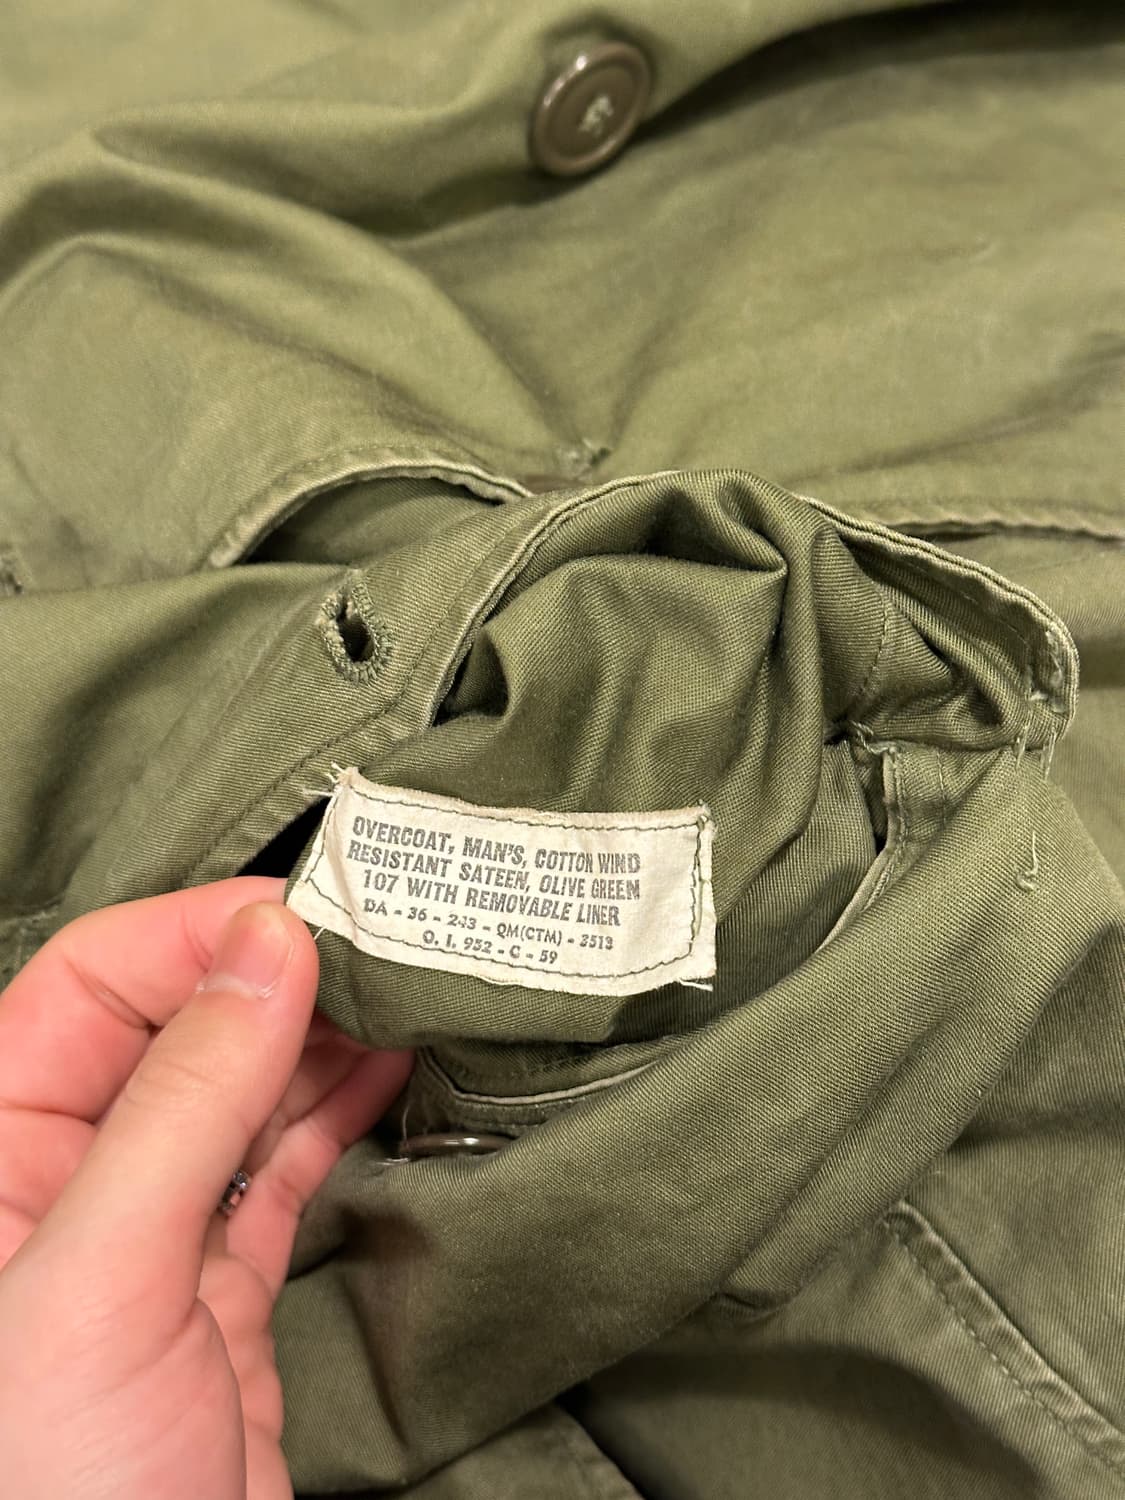 OVERCOAT, MAN'S, COTTON WIND
RESISTANT SATEEN, OLIVE GREEN
107 WITH REMOVABLE LINER
DA - 36 - 243 - QM(CTM) - 2513
O. I. 952 - C - 59